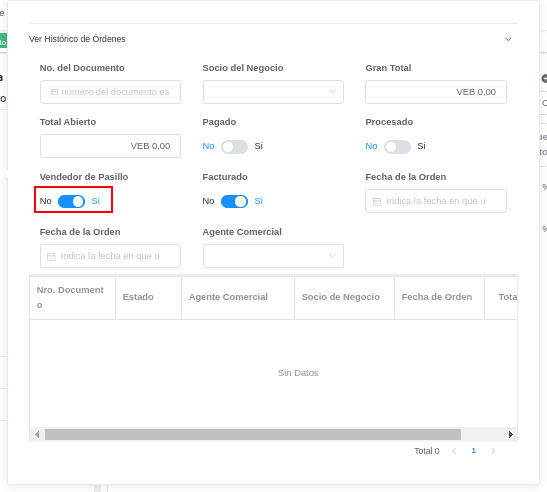 Ver Histórico de Órdenes
No. del Documento Socio del Negocio Gran Total
El número del documento es VEB 0,00
Total Abierto Pagado Procesado
VEB 0,00 No Si No Si
Vendedor de Pasillo Facturado Fecha de la Orden
No Si No Si Indica la fecha en que u
Fecha de la Orden Agente Comercial
Indica la fecha en que u
Nro. Document
o
Estado Agente Comercial Socio de Negocio Fecha de Orden Tota
Sin Datos
Total 0 1